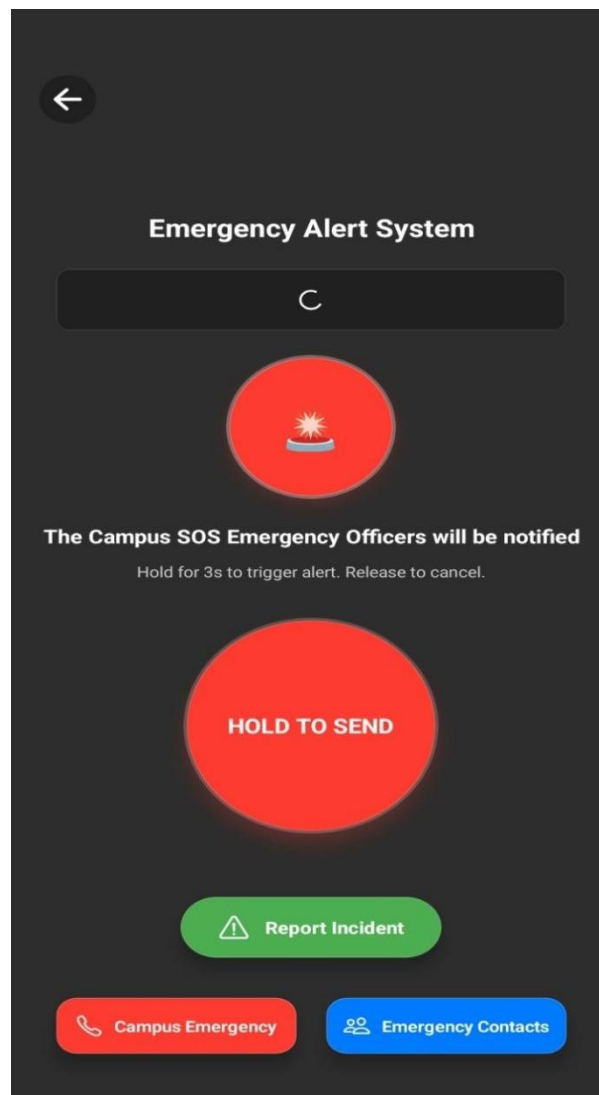 Emergency Alert System
The Campus SOS Emergency Officers will be notified
Hold for 3s to trigger alert. Release to cancel.
HOLD TO SEND
Report Incident
Campus Emergency
Emergency Contacts